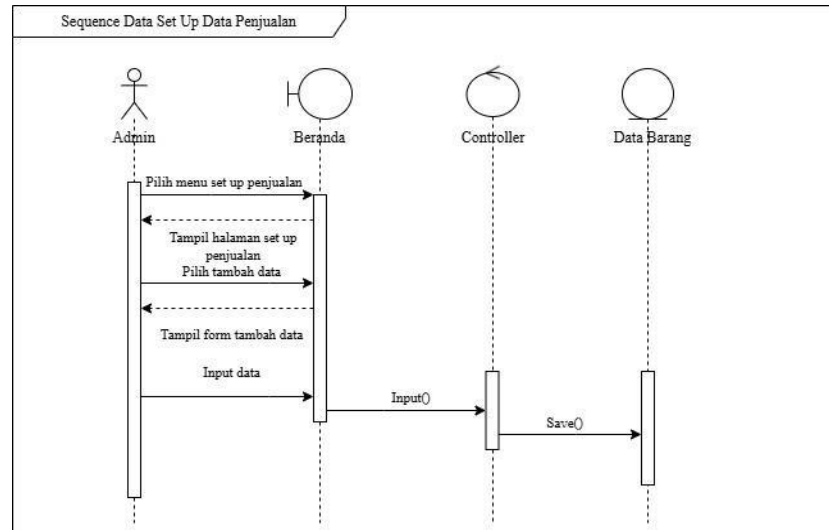 Sequence Data Set Up Data Penjualan
Admin
Beranda
Controller
Data Barang
Pilih menu set up penjualan
Tampil halaman set up
penjualan
Pilih tambah data
Tampil form tambah data
Input data
Input()
Save()